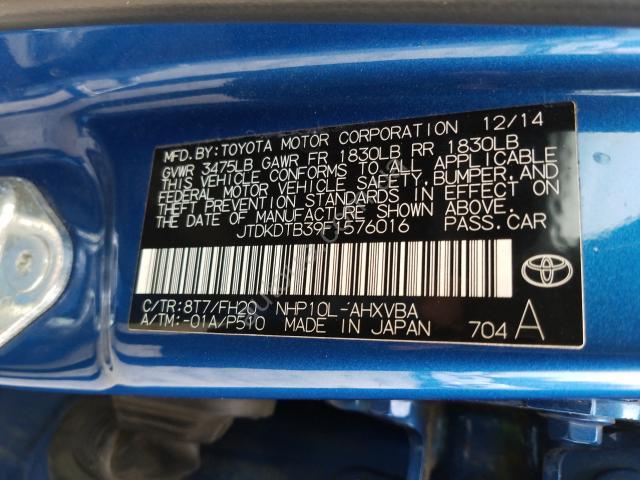 MFD. BY: TOYOTA MOTOR CORPORATION 12/14
GVWR 3475LB GAWR FR 1830LB RR 1830LB
THIS VEHICLE CONFORMS TO ALL APPLICABLE
FEDERAL MOTOR VEHICLE SAFETY, BUMPER, AND
THEFT PREVENTION STANDARDS IN EFFECT
ON THE DATE OF MANUFACTURE SHOWN ABOVE.
JTDKDTB39F1576016 PASS.CAR
C/TR:8T7/FH20 NHP10L-AHXVBA
A/TM:-01A/P510 MADE IN JAPAN 704 A
TOYOTA